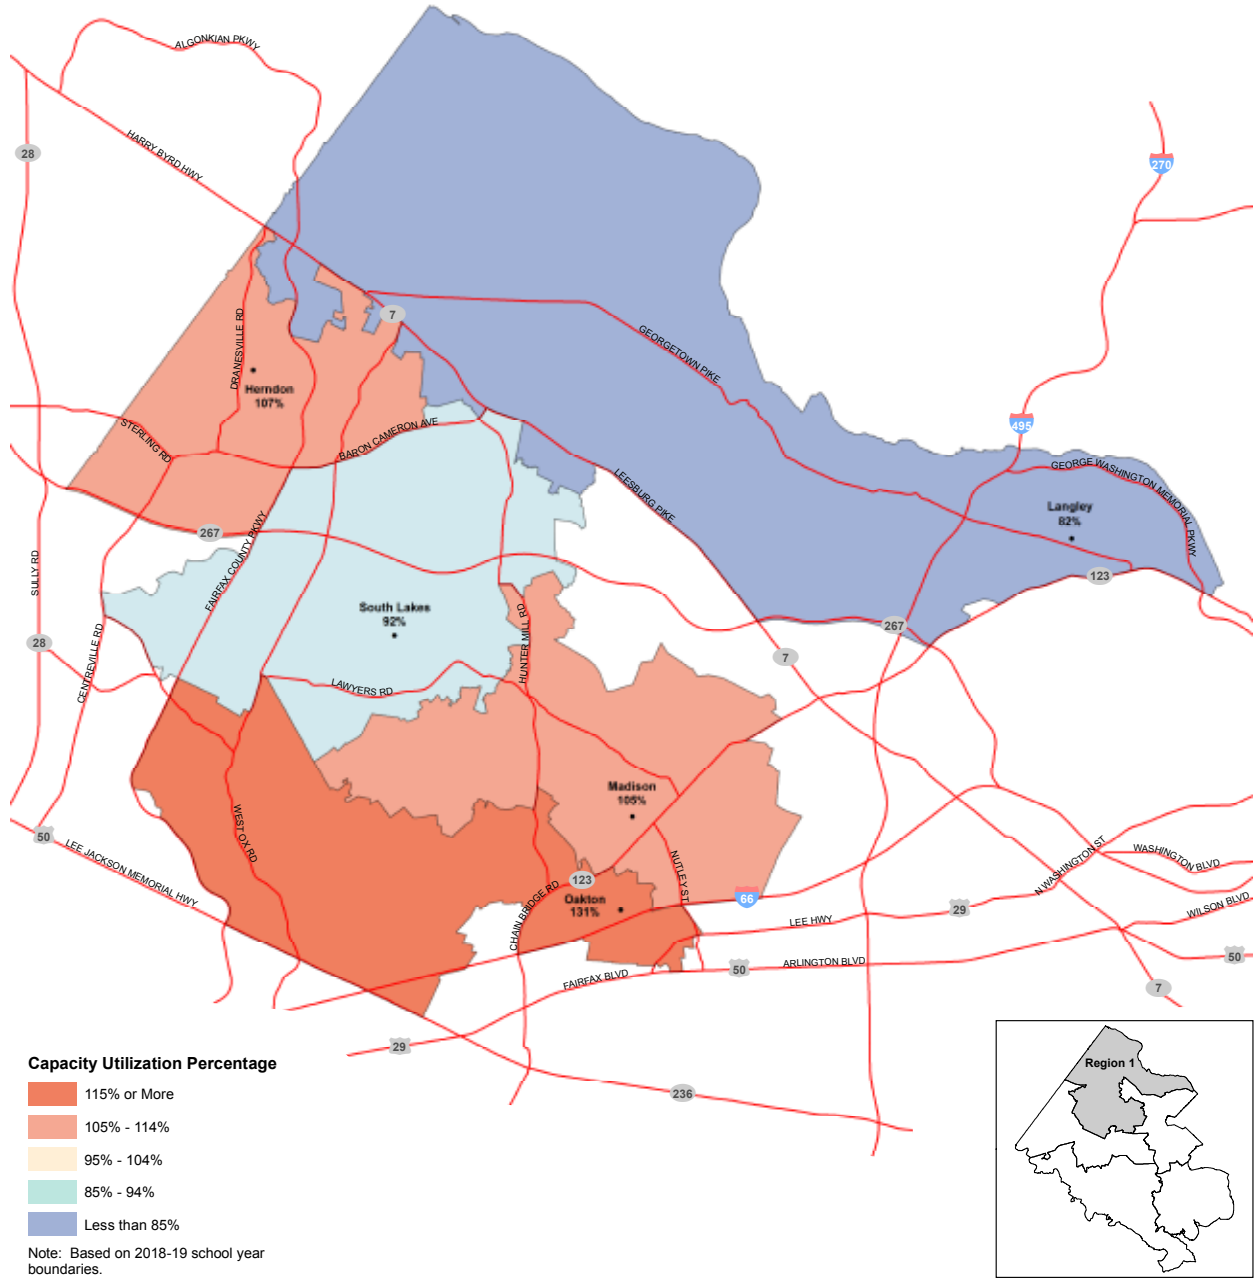 ALGONKIAN PKWY
HARRY BYRD HWY
28
270
DRANESVILLE RD
7
GEORGETOWN PIKE
Herndon
107%
STERLING RD
BARON CAMERON AVE
495
GEORGE WASHINGTON MEMORIAL PKWY
LEESBURG PIKE
Langley
82%
267
FAIRFAX COUNTY PKWY
SULLY RD
123
South Lakes
92%
HUNTER MILL RD
267
28
7
CENTREVILLE RD
LAWYERS RD
Madison
105%
WEST OX RD
50
LEE JACKSON MEMORIAL HWY
NUTLEY ST
N WASHINGTON ST
WASHINGTON BLVD
123
Oakton
131%
66
CHAIN BRIDGE RD
LEE HWY
29
WILSON BLVD
FAIRFAX BLVD
50
ARLINGTON BLVD
50
7
29
236
Capacity Utilization Percentage
115% or More
105% - 114%
95% - 104%
85% - 94%
Less than 85%
Note: Based on 2018-19 school year
boundaries.
Region 1